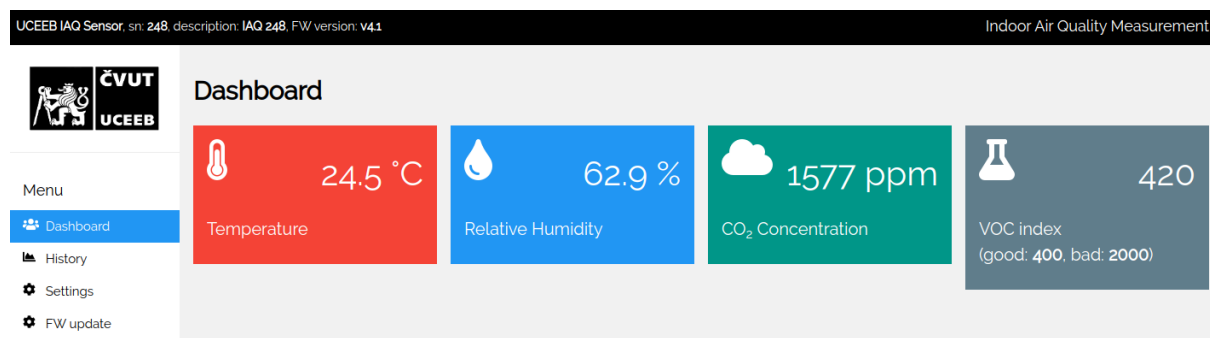 UCEEB IAQ Sensor, sn: 248, description: IAQ 248, FW version: v4.1
Indoor Air Quality Measurement
ČVUT
UCEEB
Menu
Dashboard
History
Settings
FW update
Dashboard
24.5 °C
Temperature
62.9 %
Relative Humidity
1577 ppm
CO₂ Concentration
420
VOC index
(good: 400, bad: 2000)